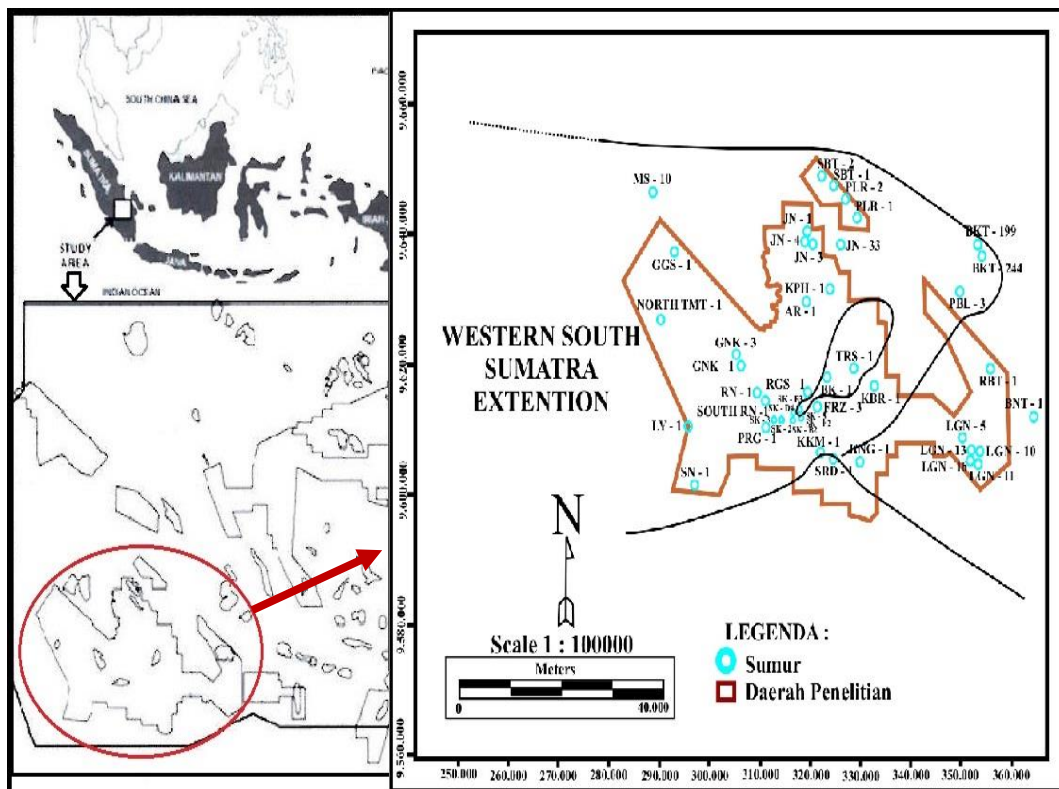 SOUTH CHINA SEA
SUMATRA
KALIMANTAN
JAVA
STUDY
AREA
INDIAN OCEAN
9.660.000
9.640.000
9.620.000
9.600.000
9.580.000
9.560.000
WESTERN SOUTH
SUMATRA
EXTENTION
MS - 10
SBT - 2
SBT - 1
PLR - 2
PLR - 1
JN - 1
JN - 4
JN - 3
JN - 33
BKT - 199
BKT - 244
GGS - 1
KPH - 1
AR - 1
PBL - 3
NORTH TMT - 1
GNK - 3
GNK 1
TRS - 1
RBT - 1
RGS 1
BK - 1
RN - 1
KBR - 1
FRZ - 3
BNT - 1
SOUTH RN - 1
LV - 1
PRG - 1
LGN - 5
KKM - 1
RNG - 1
LGN - 13
LGN - 10
SRD - 1
LGN - 16
LGN - 11
SN - 1
N
Scale 1 : 100000
Meters
0
40.000
LEGENDA :
Sumur
Daerah Penelitian
250.000
260.000
270.000
280.000
290.000
300.000
310.000
320.000
330.000
340.000
350.000
360.000